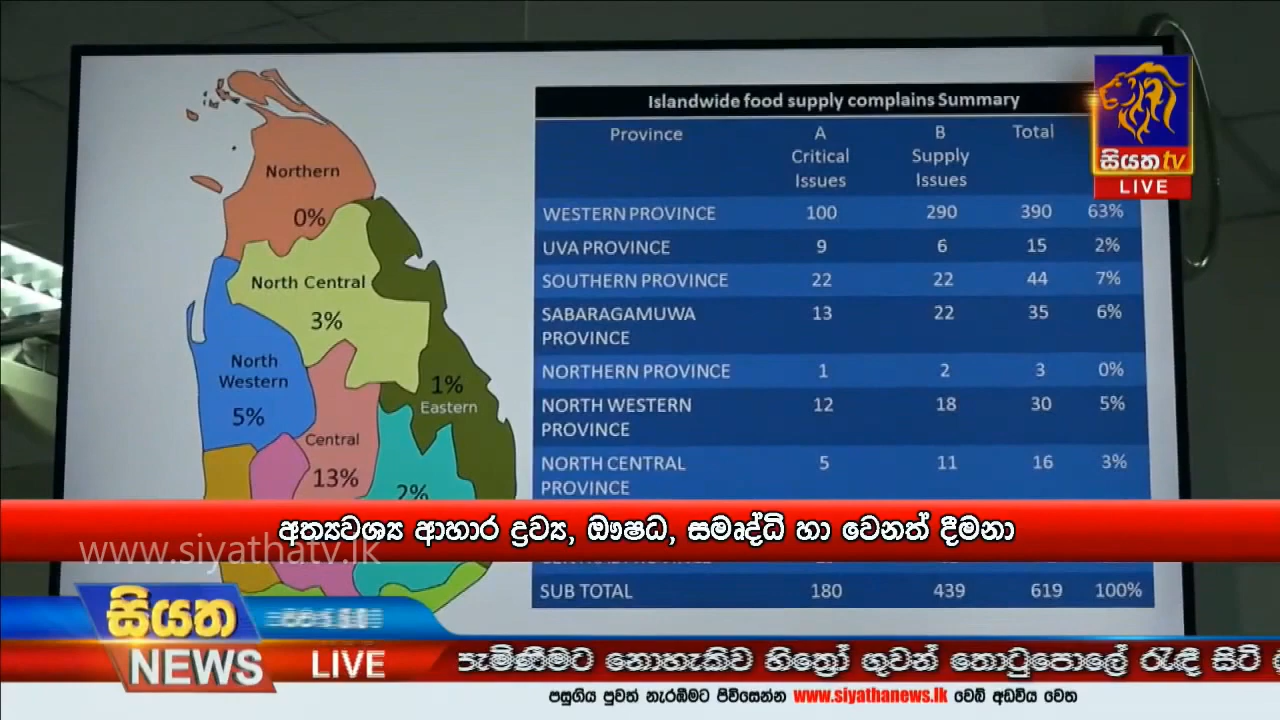 Islandwide food supply complains Summary
Province A Critical Issues B Supply Issues Total
WESTERN PROVINCE 100 290 390 63%
UVA PROVINCE 9 6 15 2%
SOUTHERN PROVINCE 22 22 44 7%
SABARAGAMUWA PROVINCE 13 22 35 6%
NORTHERN PROVINCE 1 2 3 0%
NORTH WESTERN PROVINCE 12 18 30 5%
NORTH CENTRAL PROVINCE 5 11 16 3%
SUB TOTAL 180 439 619 100%
Northern
0%
North Central
3%
North
Western
5%
1%
Eastern
Central
13%
2%
සියත tv
LIVE
අත්‍යවශ්‍ය ආහාර ද්‍රව්‍ය, ඖෂධ, සමෘද්ධි හා වෙනත් දීමනා
www.siyathatv.lk
සියත
NEWS
LIVE
පැමිණීමට නොහැකිව හිත්‍රෝ ගුවන් තොටුපොලේ රැඳී සිටි
පසුගිය පුවත් නැරඹීමට පිවිසෙන්න www.siyathanews.lk වෙබ් අඩවිය වෙත